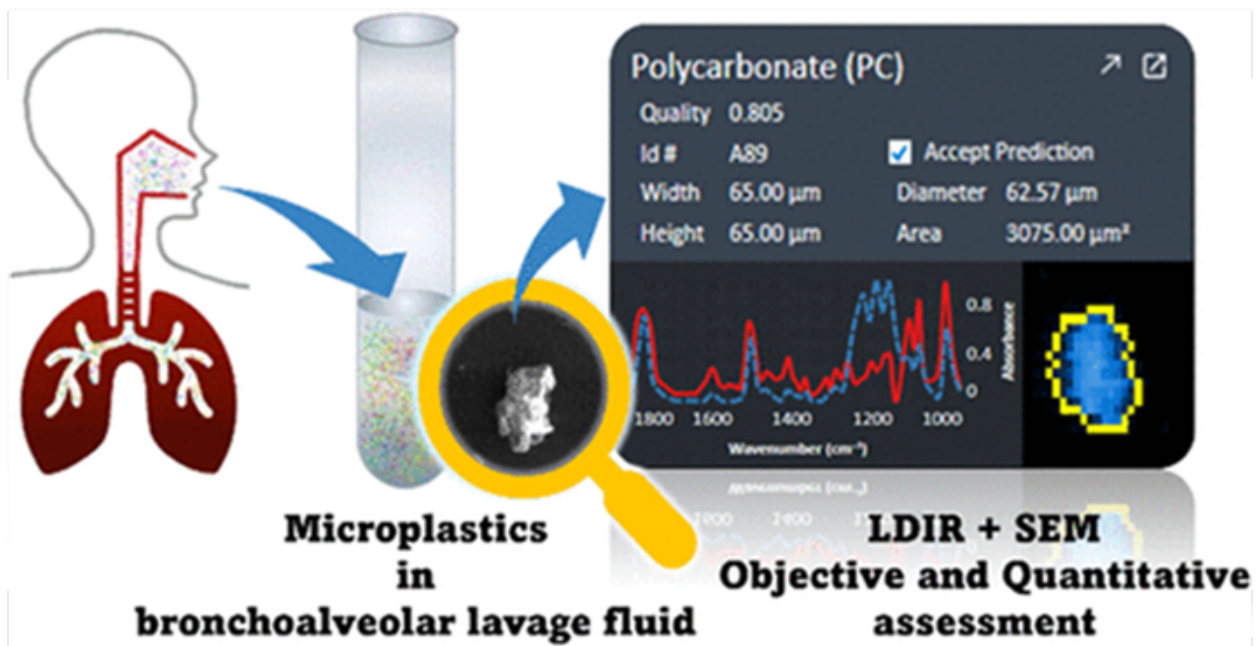 Polycarbonate (PC)
Quality 0.805
Id # A89 Accept Prediction
Width 65.00 µm Diameter 62.57 µm
Height 65.00 µm Area 3075.00 µm²
0.8
0.4
0
Absorbance
1800 1600 1400 1200 1000
Wavenumber (cm⁻¹)
Microplastics
in
bronchoalveolar lavage fluid
LDIR + SEM
Objective and Quantitative
assessment